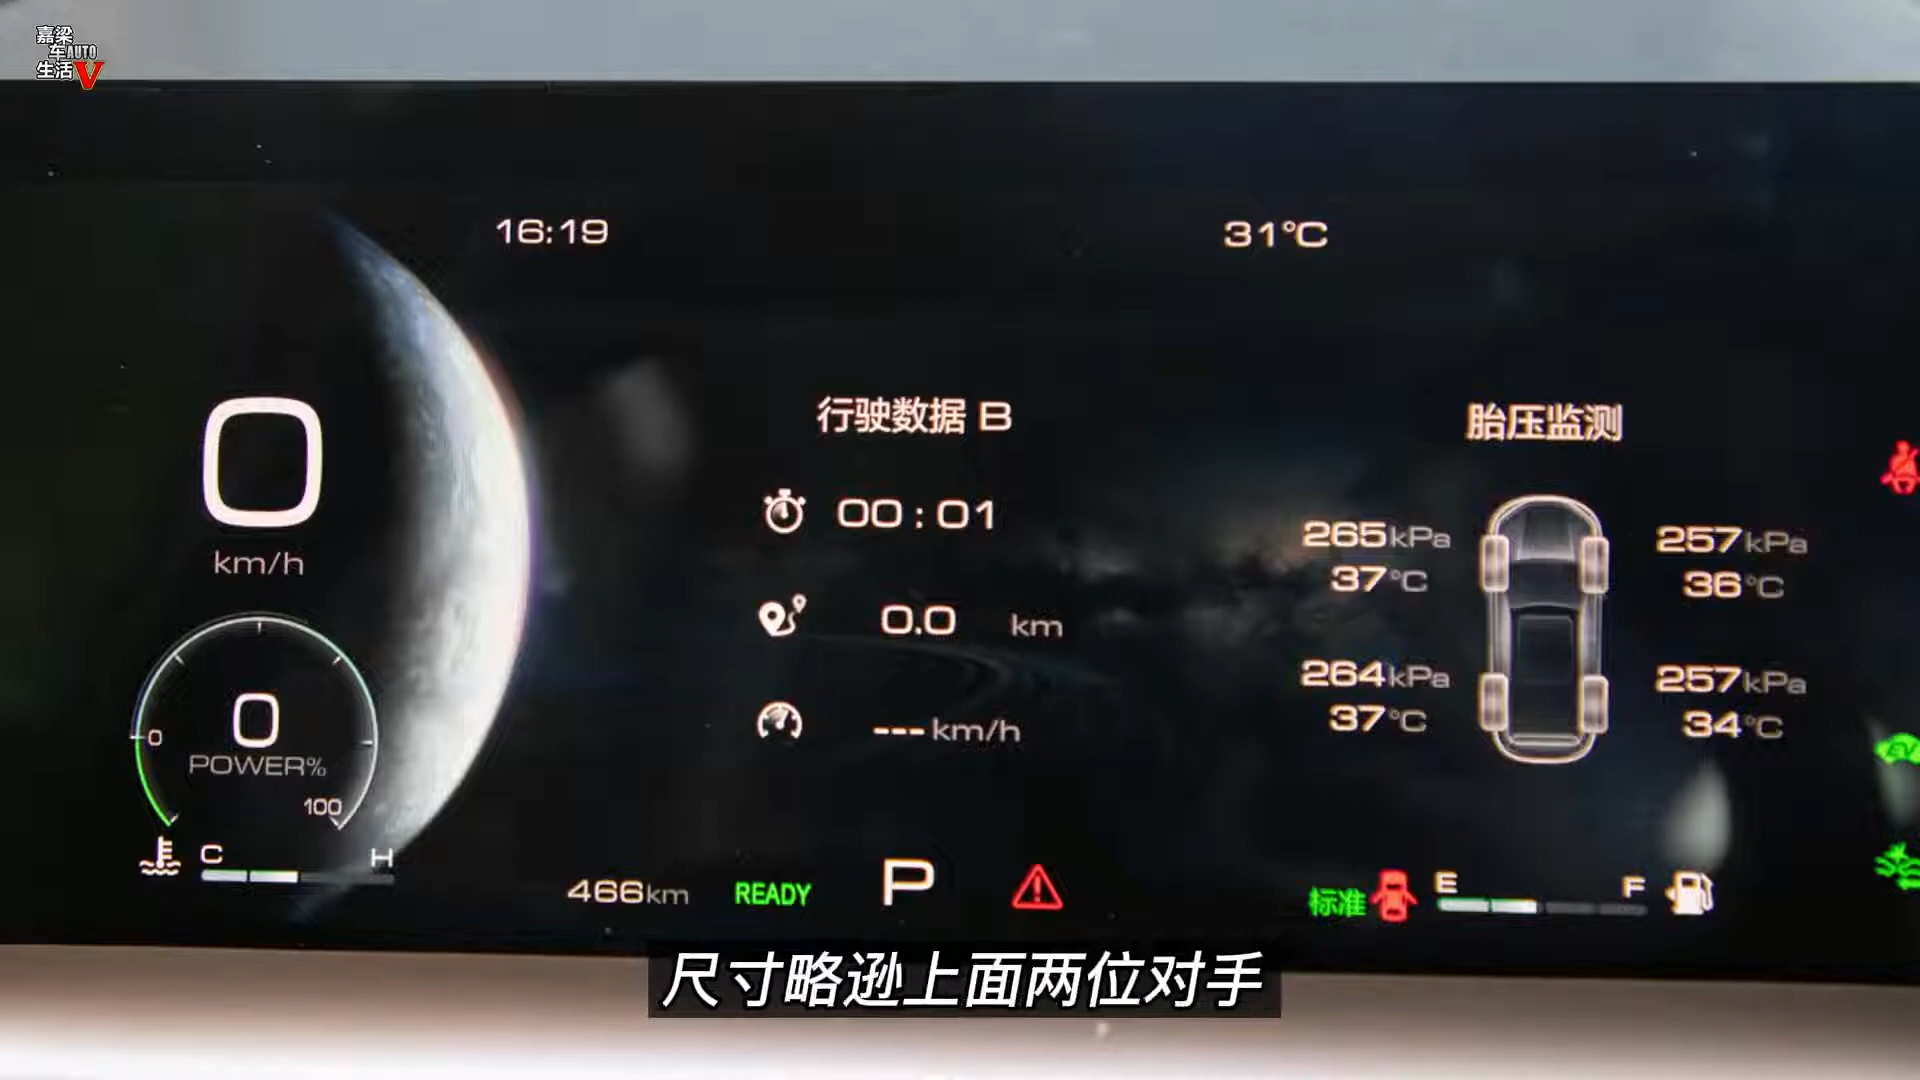 嘉梁
车AUTO
生活V
16:19
31℃
0
km/h
行驶数据 B
00:01
0.0 km
---km/h
胎压监测
265kPa
37℃
257kPa
36℃
264kPa
37℃
257kPa
34℃
0
0
POWER%
100
C H
466km
READY
P
标准
E F
EV
尺寸略逊上面两位对手